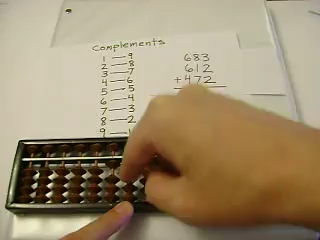 Complements
1 — 9
2 — 8
3 — 7
4 — 6
5 — 5
6 — 4
7 — 3
8 — 2
9 — 1
683
612
+472